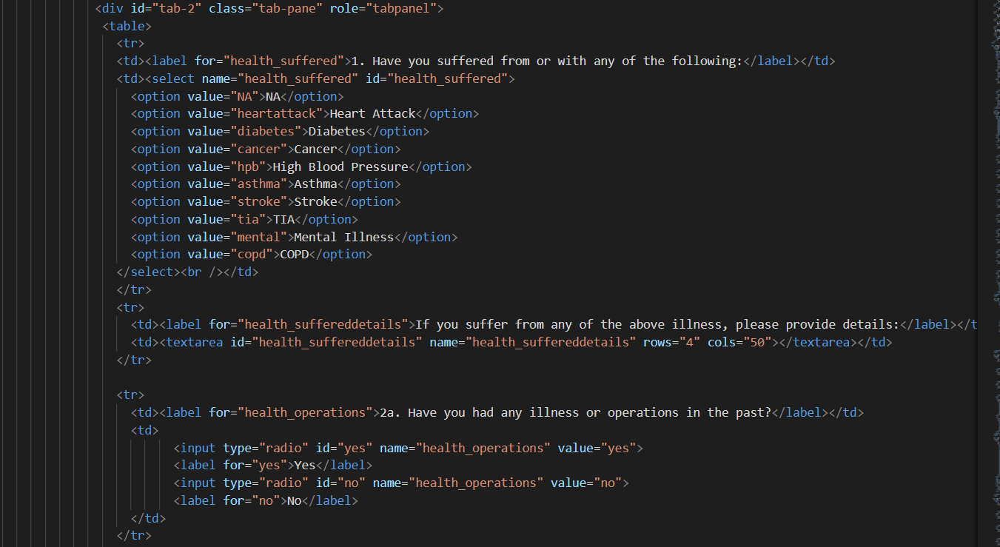 <div id="tab-2" class="tab-pane" role="tabpanel">
<table>
<tr>
<td><label for="health_suffered">1. Have you suffered from or with any of the following:</label></td>
<td><select name="health_suffered" id="health_suffered">
<option value="NA">NA</option>
<option value="heartattack">Heart Attack</option>
<option value="diabetes">Diabetes</option>
<option value="cancer">Cancer</option>
<option value="hpb">High Blood Pressure</option>
<option value="asthma">Asthma</option>
<option value="stroke">Stroke</option>
<option value="tia">TIA</option>
<option value="mental">Mental Illness</option>
<option value="copd">COPD</option>
</select><br /></td>
</tr>
<tr>
<td><label for="health_suffereddetails">If you suffer from any of the above illness, please provide details:</label></t
<td><textarea id="health_suffereddetails" name="health_suffereddetails" rows="4" cols="50"></textarea></td>
</tr>
<tr>
<td><label for="health_operations">2a. Have you had any illness or operations in the past?</label></td>
<td>
<input type="radio" id="yes" name="health_operations" value="yes">
<label for="yes">Yes</label>
<input type="radio" id="no" name="health_operations" value="no">
<label for="no">No</label>
</td>
</tr>